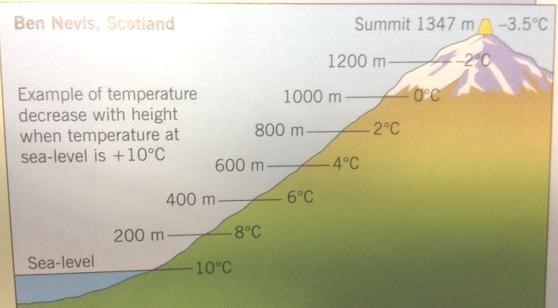 Ben Nevis, Scotland
Summit 1347 m –3.5°C
1200 m –2°C
Example of temperature
decrease with height
when temperature at
sea-level is +10°C
1000 m 0°C
800 m 2°C
600 m 4°C
400 m 6°C
200 m 8°C
Sea-level
10°C